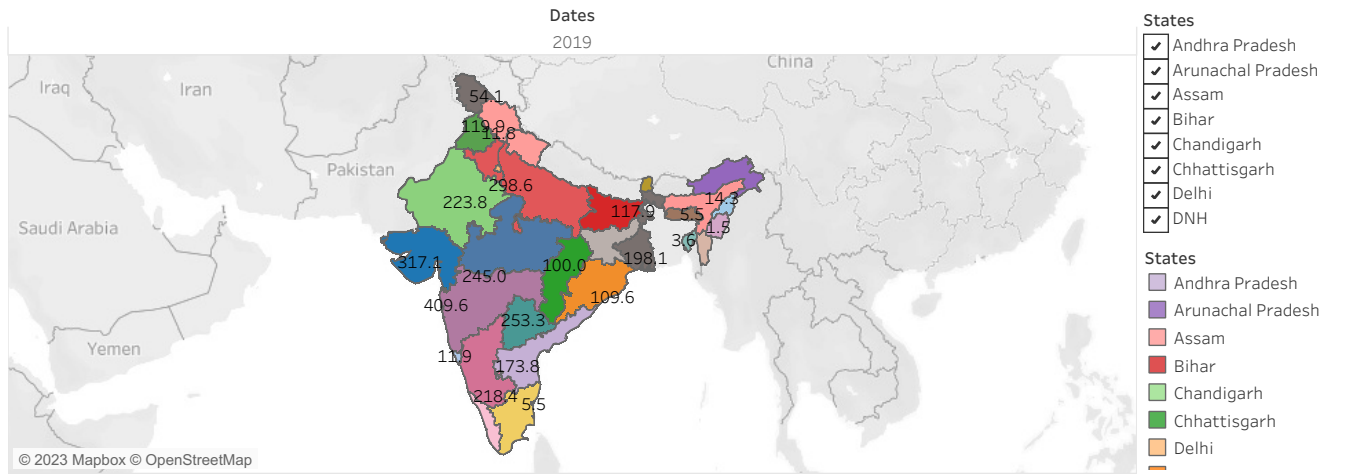 Dates
2019
States
Andhra Pradesh
Arunachal Pradesh
Assam
Bihar
Chandigarh
Chhattisgarh
Delhi
DNH
States
Andhra Pradesh
Arunachal Pradesh
Assam
Bihar
Chandigarh
Chhattisgarh
Delhi
China
Iraq
Iran
Pakistan
Saudi Arabia
Yemen
54.1
119.9
11.8
298.6
223.8
117.9
14.3
5.5
1.5
3.6
198.1
317.1
245.0
100.0
109.6
409.6
253.3
11.9
173.8
218.4
5.5
© 2023 Mapbox © OpenStreetMap